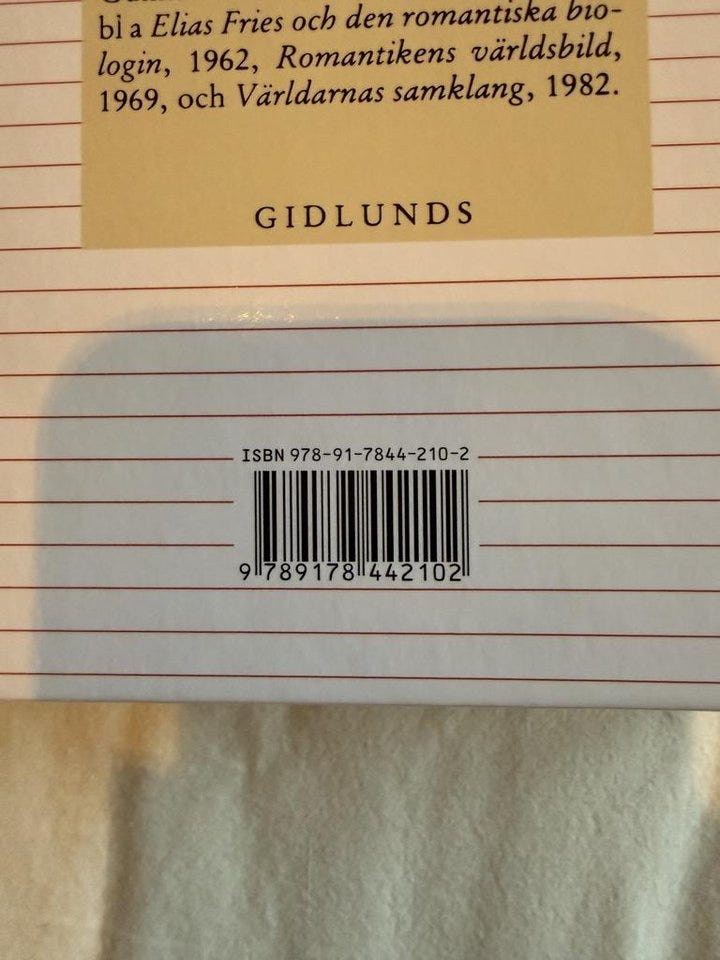 bl a Elias Fries och den romantiska bio-
login, 1962, Romantikens världsbild,
1969, och Världarnas samklang, 1982.
GIDLUNDS
ISBN 978-91-7844-210-2
9 789178 442102